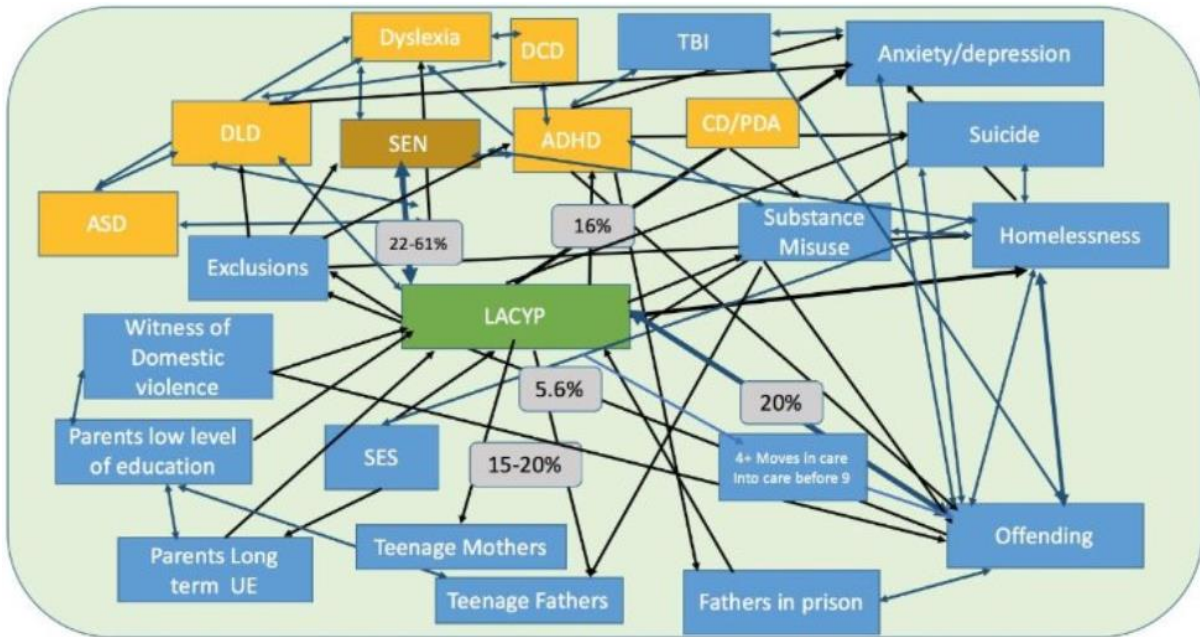 Dyslexia
DCD
TBI
Anxiety/depression
DLD
SEN
ADHD
CD/PDA
Suicide
ASD
22-61%
16%
Substance
Misuse
Homelessness
Exclusions
LACYP
Witness of
Domestic
violence
5.6%
20%
Parents low level
of education
SES
15-20%
4+ Moves in care
Into care before 9
Offending
Parents Long
term UE
Teenage Mothers
Teenage Fathers
Fathers in prison